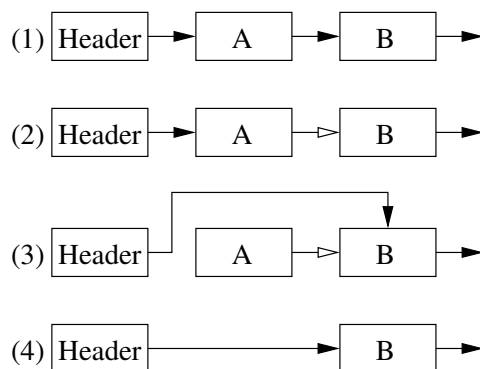 (1) Header A B
(2) Header A B
(3) Header A B
(4) Header B